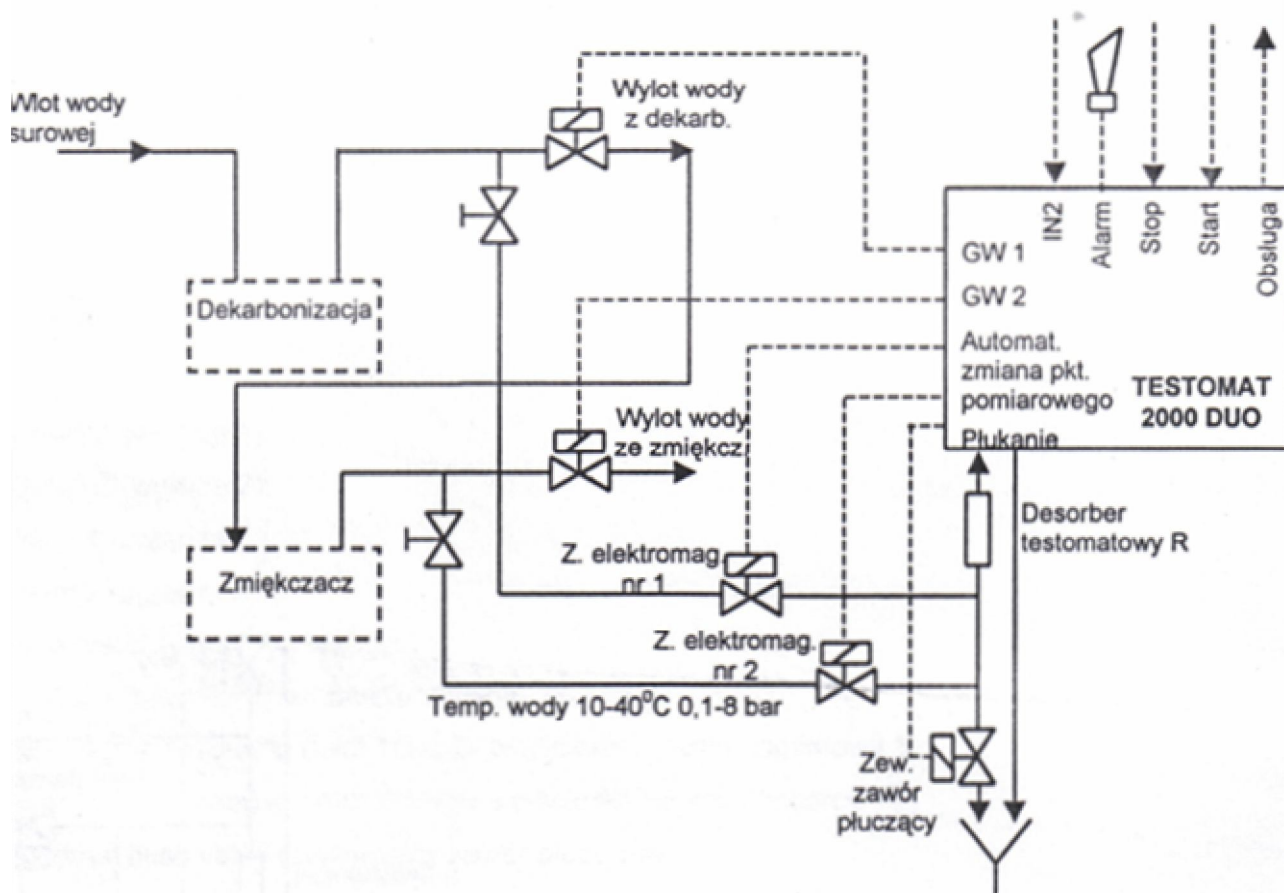 Wlot wody
surowej
Wylot wody
z dekarb.
IN2
Alarm
Stop
Start
Obsługa
GW 1
GW 2
Automat.
zmiana pkt.
pomiarowego
Płukanie
TESTOMAT
2000 DUO
Dekarbonizacja
Wylot wody
ze zmiękcz.
Zmiękczacz
Z. elektromag.
nr 1
Z. elektromag.
nr 2
Desorber
testomatowy R
Temp. wody 10-40°C 0,1-8 bar
Zew.
zawór
płuczący